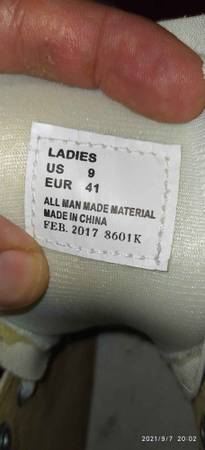 LADIES
US 9
EUR 41
ALL MAN MADE MATERIAL
MADE IN CHINA
FEB. 2017 8601K
2021/9/7 20:02